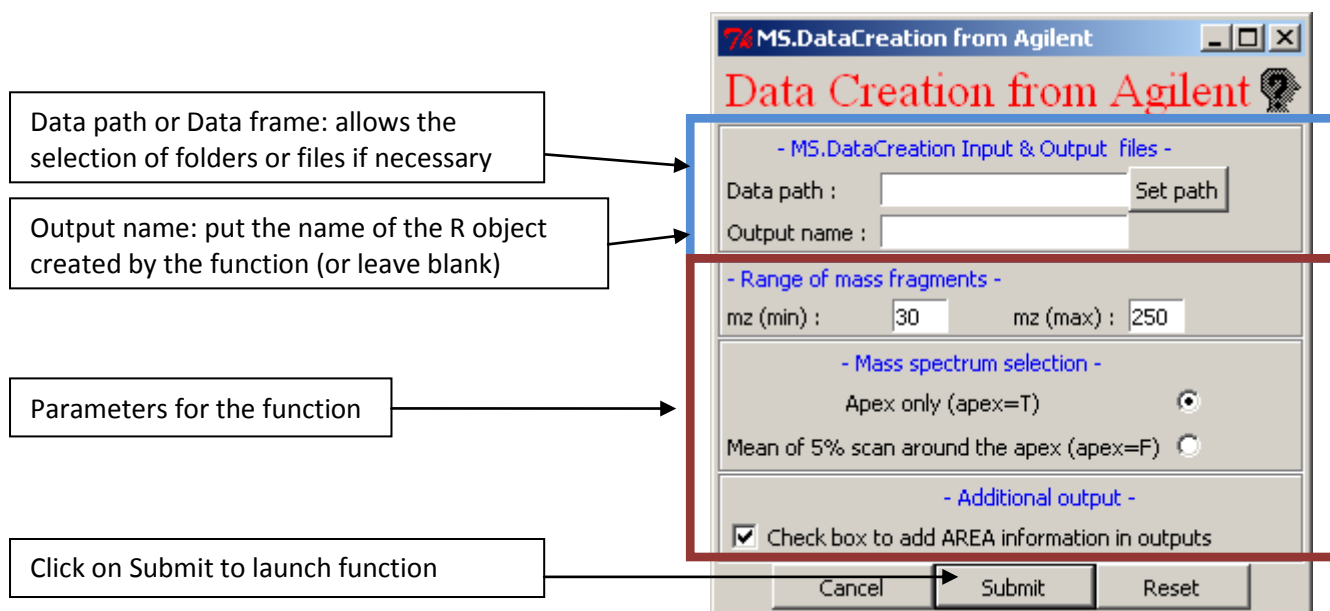 Data path or Data frame: allows the
selection of folders or files if necessary
Output name: put the name of the R object
created by the function (or leave blank)
Parameters for the function
Click on Submit to launch function
MS.DataCreation from Agilent
Data Creation from Agilent
- MS.DataCreation Input & Output files -
Data path : Set path
Output name :
- Range of mass fragments -
mz (min) : 30 mz (max) : 250
- Mass spectrum selection -
Apex only (apex=T)
Mean of 5% scan around the apex (apex=F)
- Additional output -
Check box to add AREA information in outputs
Cancel Submit Reset